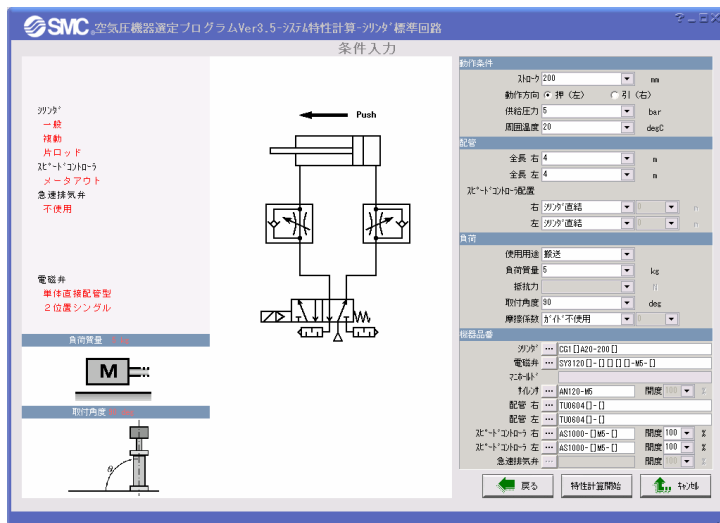 SMC 空気圧機器選定プログラムVer3.5-ｼｽﾃﾑ特性計算-ｼﾘﾝﾀﾞ標準回路
条件入力
ｼﾘﾝﾀﾞ
一般
複動
片ロッド
ｽﾋﾟｰﾄﾞｺﾝﾄﾛｰﾗ
メータアウト
急速排気弁
不使用
電磁弁
単体直接配管型
２位置シングル
Push
負荷質量
M
取付角度
θ
動作条件
ｽﾄﾛｰｸ 200 mm
動作方向 押（左） 引（右）
供給圧力 5 bar
周囲温度 20 degC
配管
全長 右 4 m
全長 左 4 m
ｽﾋﾟｰﾄﾞｺﾝﾄﾛｰﾗ配置
右 ｼﾘﾝﾀﾞ直結 0 m
左 ｼﾘﾝﾀﾞ直結 0 m
負荷
使用用途 搬送
負荷質量 5 kg
抵抗力 N
取付角度 90 deg
摩擦係数 ｶﾞｲﾄﾞ不使用 0
機器品番
ｼﾘﾝﾀﾞ ... CG1[]A20-200[]
電磁弁 ... SY3120[]-[][][][]-M5-[]
ﾏﾆﾎｰﾙﾄﾞ
ｻｲﾚﾝｻ ... AN120-M5 開度 100 %
配管 右 ... TU0604[]-[]
配管 左 ... TU0604[]-[]
ｽﾋﾟｰﾄﾞｺﾝﾄﾛｰﾗ 右 ... AS1000-[]M5-[] 開度 100 %
ｽﾋﾟｰﾄﾞｺﾝﾄﾛｰﾗ 左 ... AS1000-[]M5-[] 開度 100 %
急速排気弁 ... 開度 100 %
戻る 特性計算開始 ｷｬﾝｾﾙ